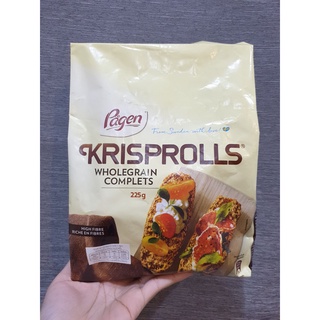 Pågen
From Sweden with love
KRISPROLLS
WHOLEGRAIN
COMPLETS
225g
HIGH FIBRE
RICHE EN FIBRES